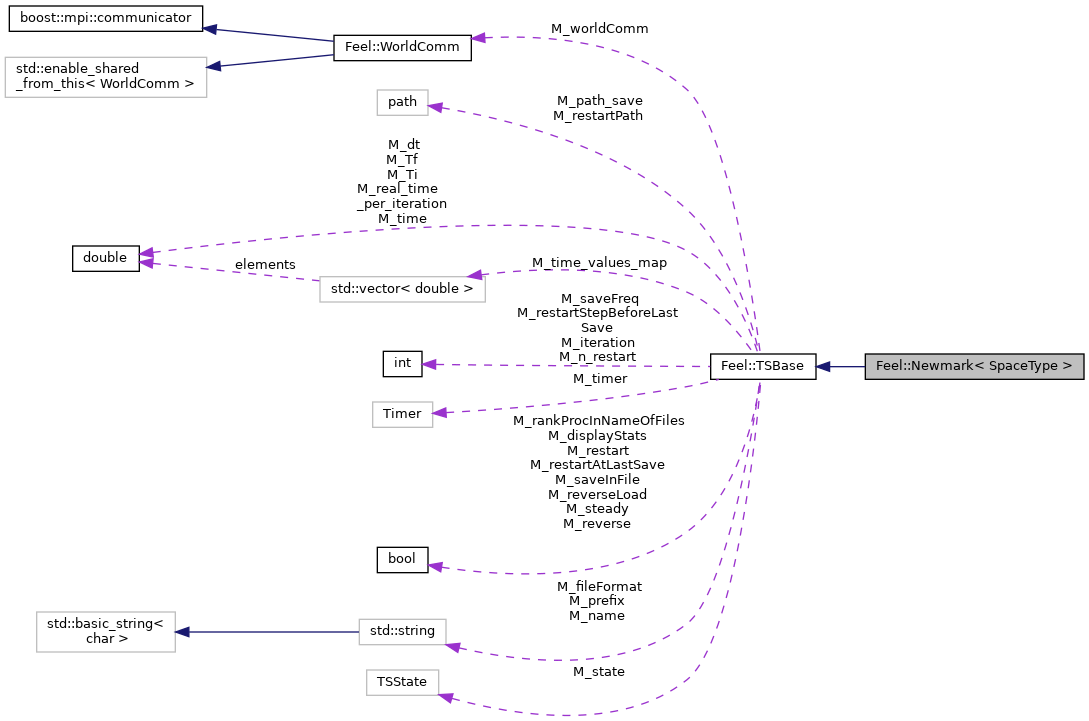 boost::mpi::communicator
Feel::WorldComm
M_worldComm
std::enable_shared
_from_this< WorldComm >
path
M_path_save
M_restartPath
M_dt
M_Tf
M_Ti
M_real_time
_per_iteration
M_time
double
elements
std::vector< double >
M_time_values_map
M_saveFreq
M_restartStepBeforeLast
Save
M_iteration
M_n_restart
int
Feel::TSBase
Feel::Newmark< SpaceType >
M_timer
Timer
M_rankProcInNameOfFiles
M_displayStats
M_restart
M_restartAtLastSave
M_saveInFile
M_reverseLoad
M_steady
M_reverse
bool
M_fileFormat
M_prefix
M_name
std::basic_string<
char >
std::string
M_state
TSState